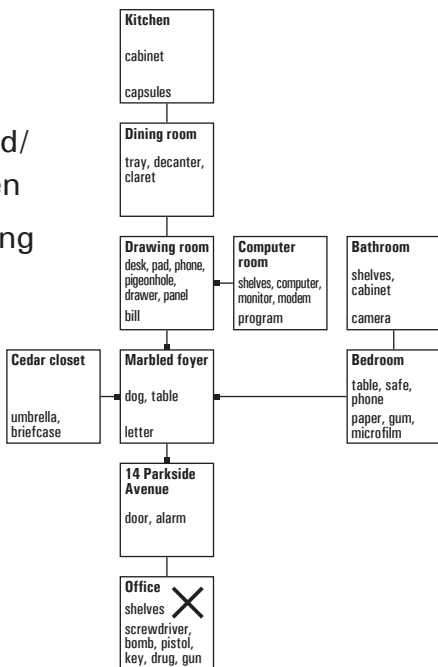 Kitchen
cabinet
capsules
d/
en
ng
Dining room
tray, decanter,
claret
Drawing room
desk, pad, phone,
pigeonhole,
drawer, panel
bill
Computer
room
shelves, computer,
monitor, modem
program
Bathroom
shelves,
cabinet
camera
Cedar closet
umbrella,
briefcase
Marbled foyer
dog, table
letter
Bedroom
table, safe,
phone
paper, gum,
microfilm
14 Parkside
Avenue
door, alarm
Office
shelves
screwdriver,
bomb, pistol,
key, drug, gun